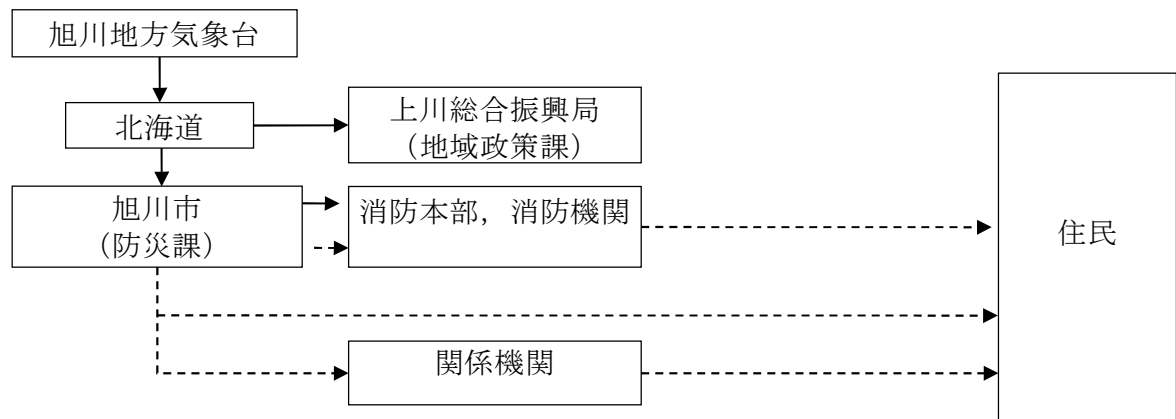 旭川地方気象台
北海道
上川総合振興局
(地域政策課)
旭川市
(防災課)
消防本部，消防機関
住民
関係機関